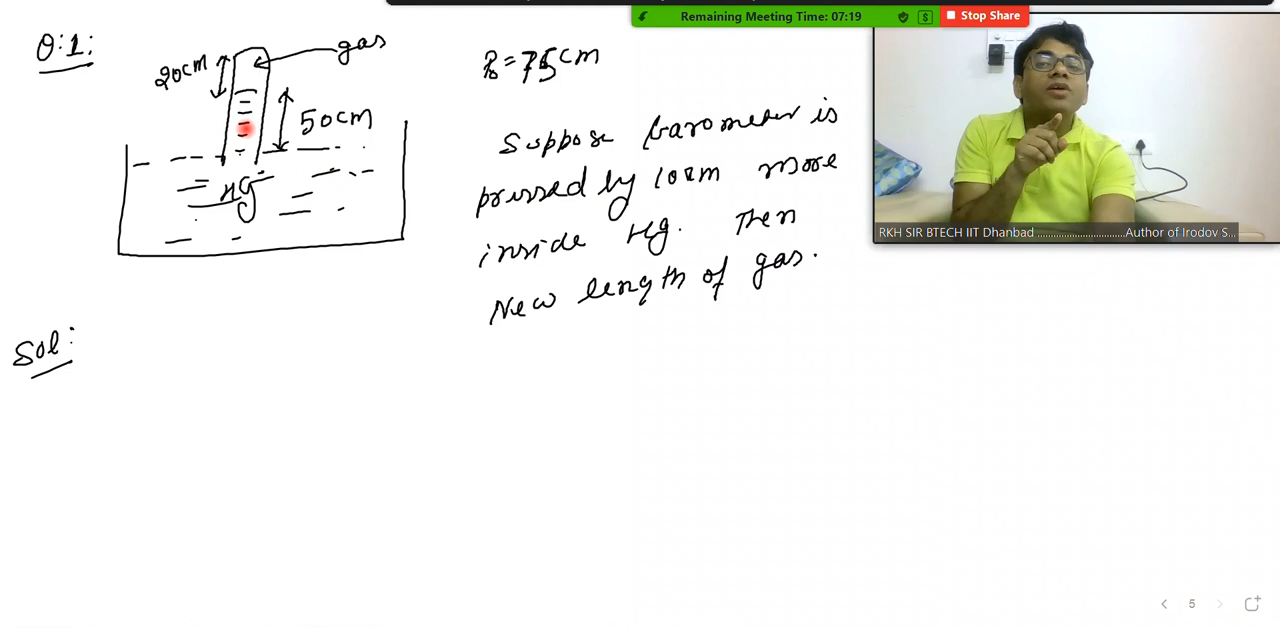 Remaining Meeting Time: 07:19
Stop Share
Q:1:
20cm
gas
50cm
Hg
P₀ = 75cm
Suppose barometer is
pressed by 10cm more
inside Hg. Then
New length of gas.
RKH SIR BTECH IIT Dhanbad ................................Author of Irodov S...
Sol:
5